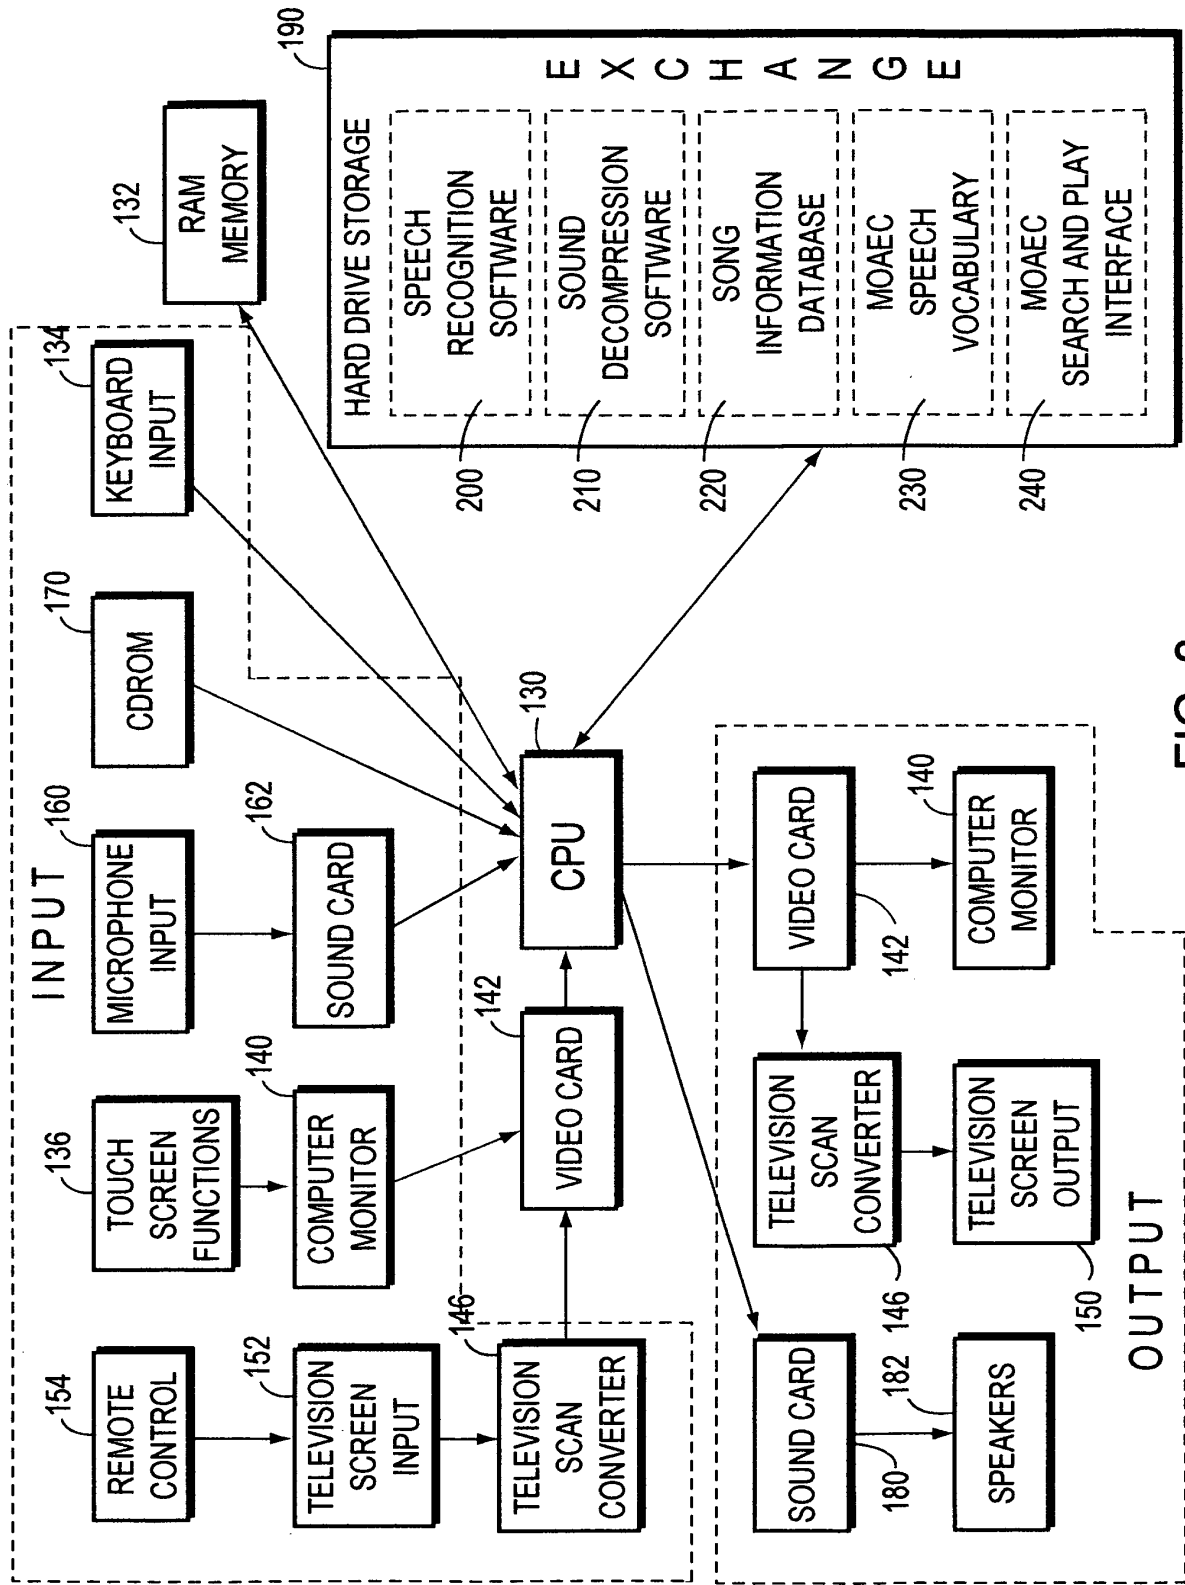 INPUT
154
REMOTE
CONTROL
136
TOUCH
SCREEN
FUNCTIONS
160
MICROPHONE
INPUT
170
CDROM
134
KEYBOARD
INPUT
132
RAM
MEMORY
152
TELEVISION
SCREEN
INPUT
140
COMPUTER
MONITOR
162
SOUND CARD
146
TELEVISION
SCAN
CONVERTER
142
VIDEO CARD
130
CPU
190
HARD DRIVE STORAGE
200
SPEECH
RECOGNITION
SOFTWARE
210
SOUND
DECOMPRESSION
SOFTWARE
220
SONG
INFORMATION
DATABASE
230
MOAEC
SPEECH
VOCABULARY
240
MOAEC
SEARCH AND PLAY
INTERFACE
EXCHANGE
SOUND CARD
180
182
SPEAKERS
TELEVISION
SCAN
CONVERTER
146
TELEVISION
SCREEN
OUTPUT
150
VIDEO CARD
142
140
COMPUTER
MONITOR
OUTPUT
FIG.